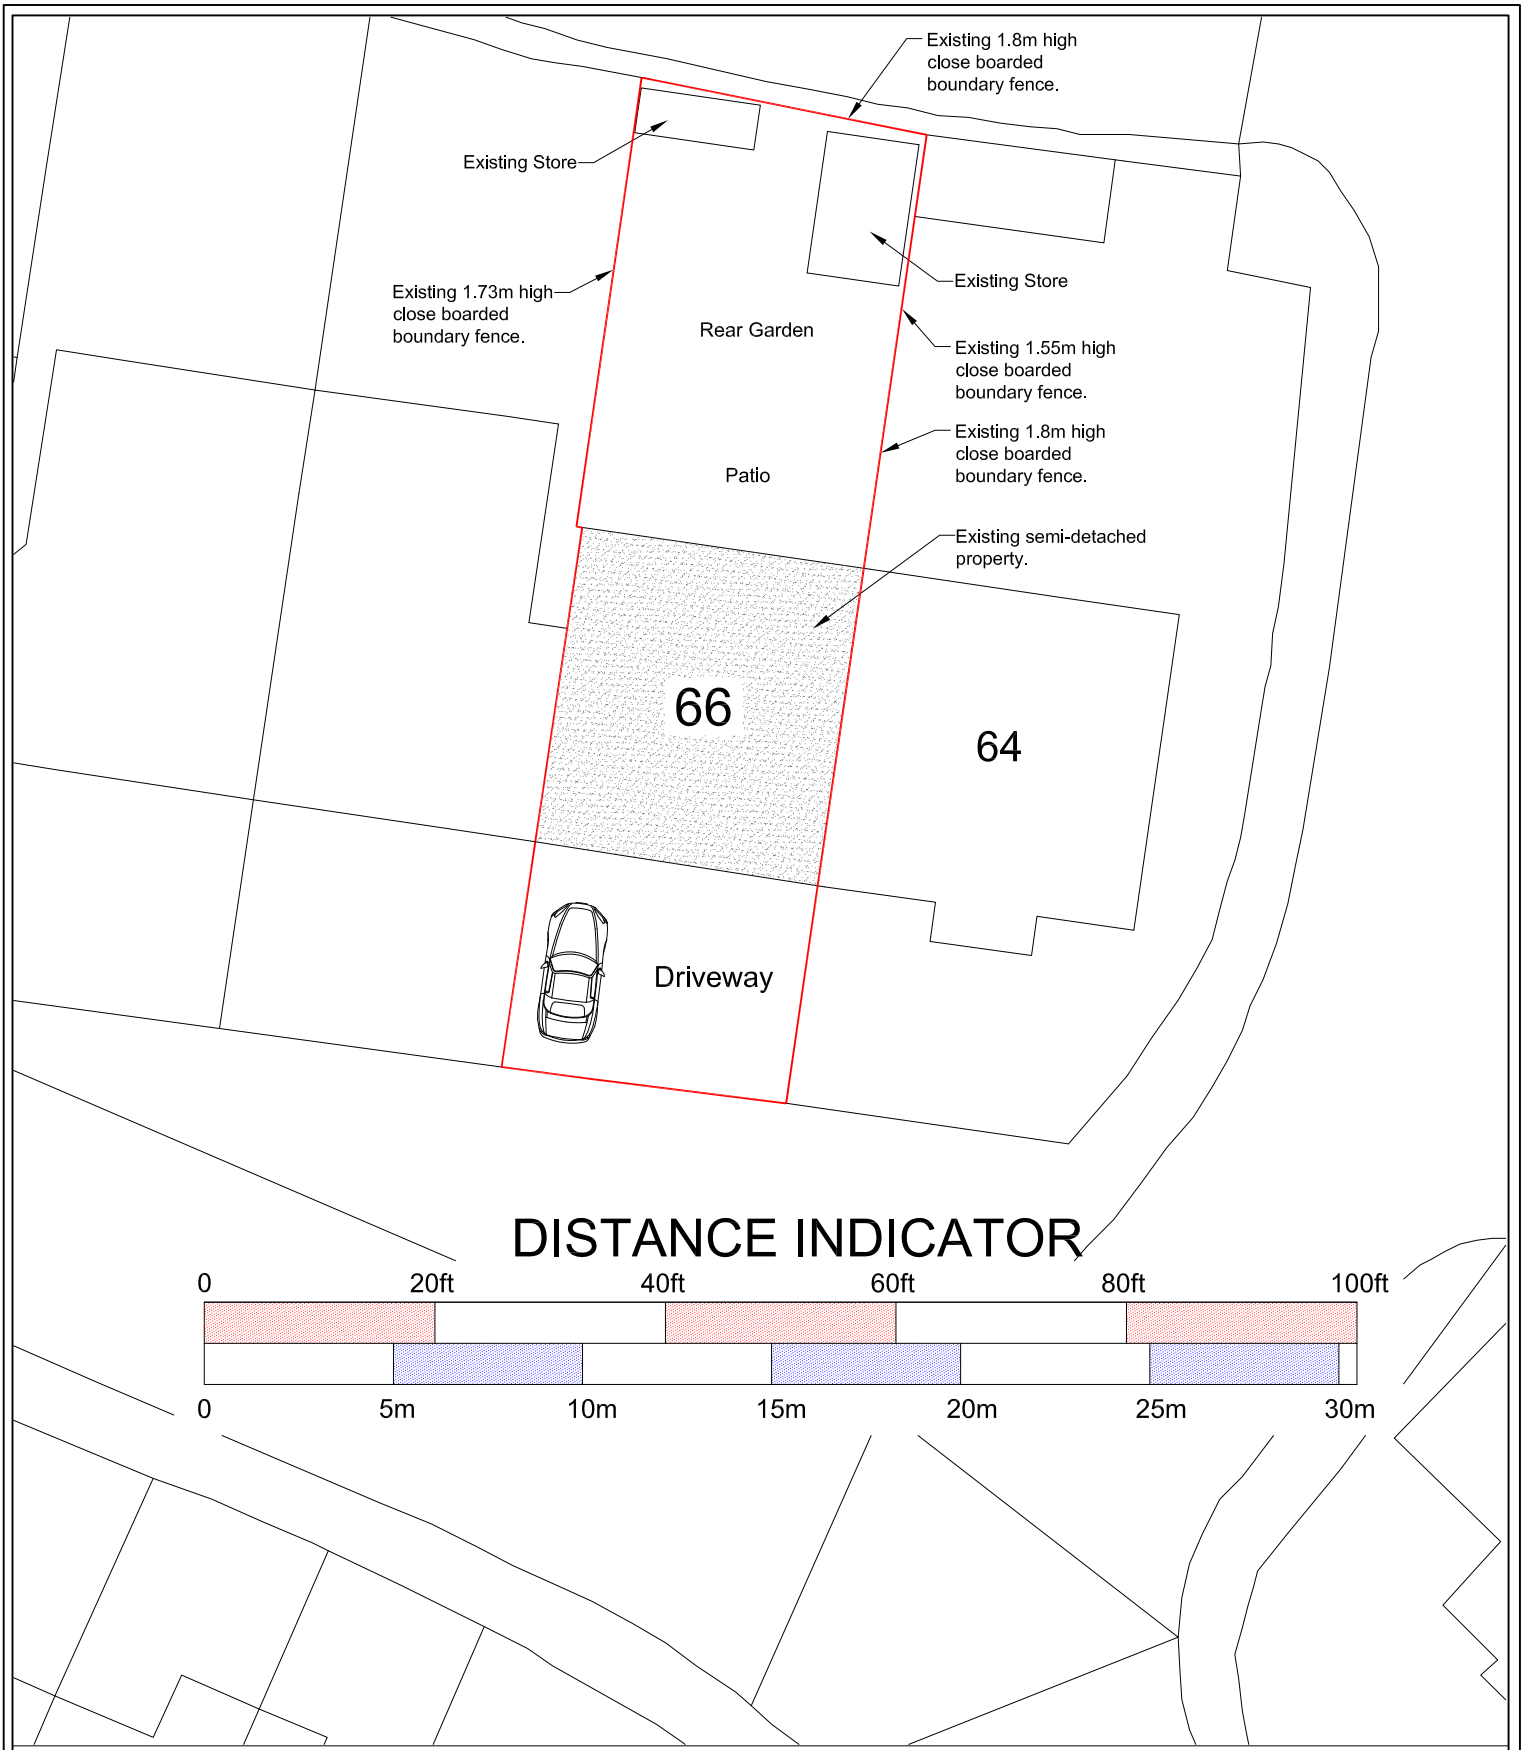 Existing 1.8m high
close boarded
boundary fence.
Existing Store
Existing Store
Existing 1.73m high
close boarded
boundary fence.
Rear Garden
Existing 1.55m high
close boarded
boundary fence.
Existing 1.8m high
close boarded
boundary fence.
Patio
Existing semi-detached
property.
66
64
Driveway
DISTANCE INDICATOR
0 20ft 40ft 60ft 80ft 100ft
0 5m 10m 15m 20m 25m 30m